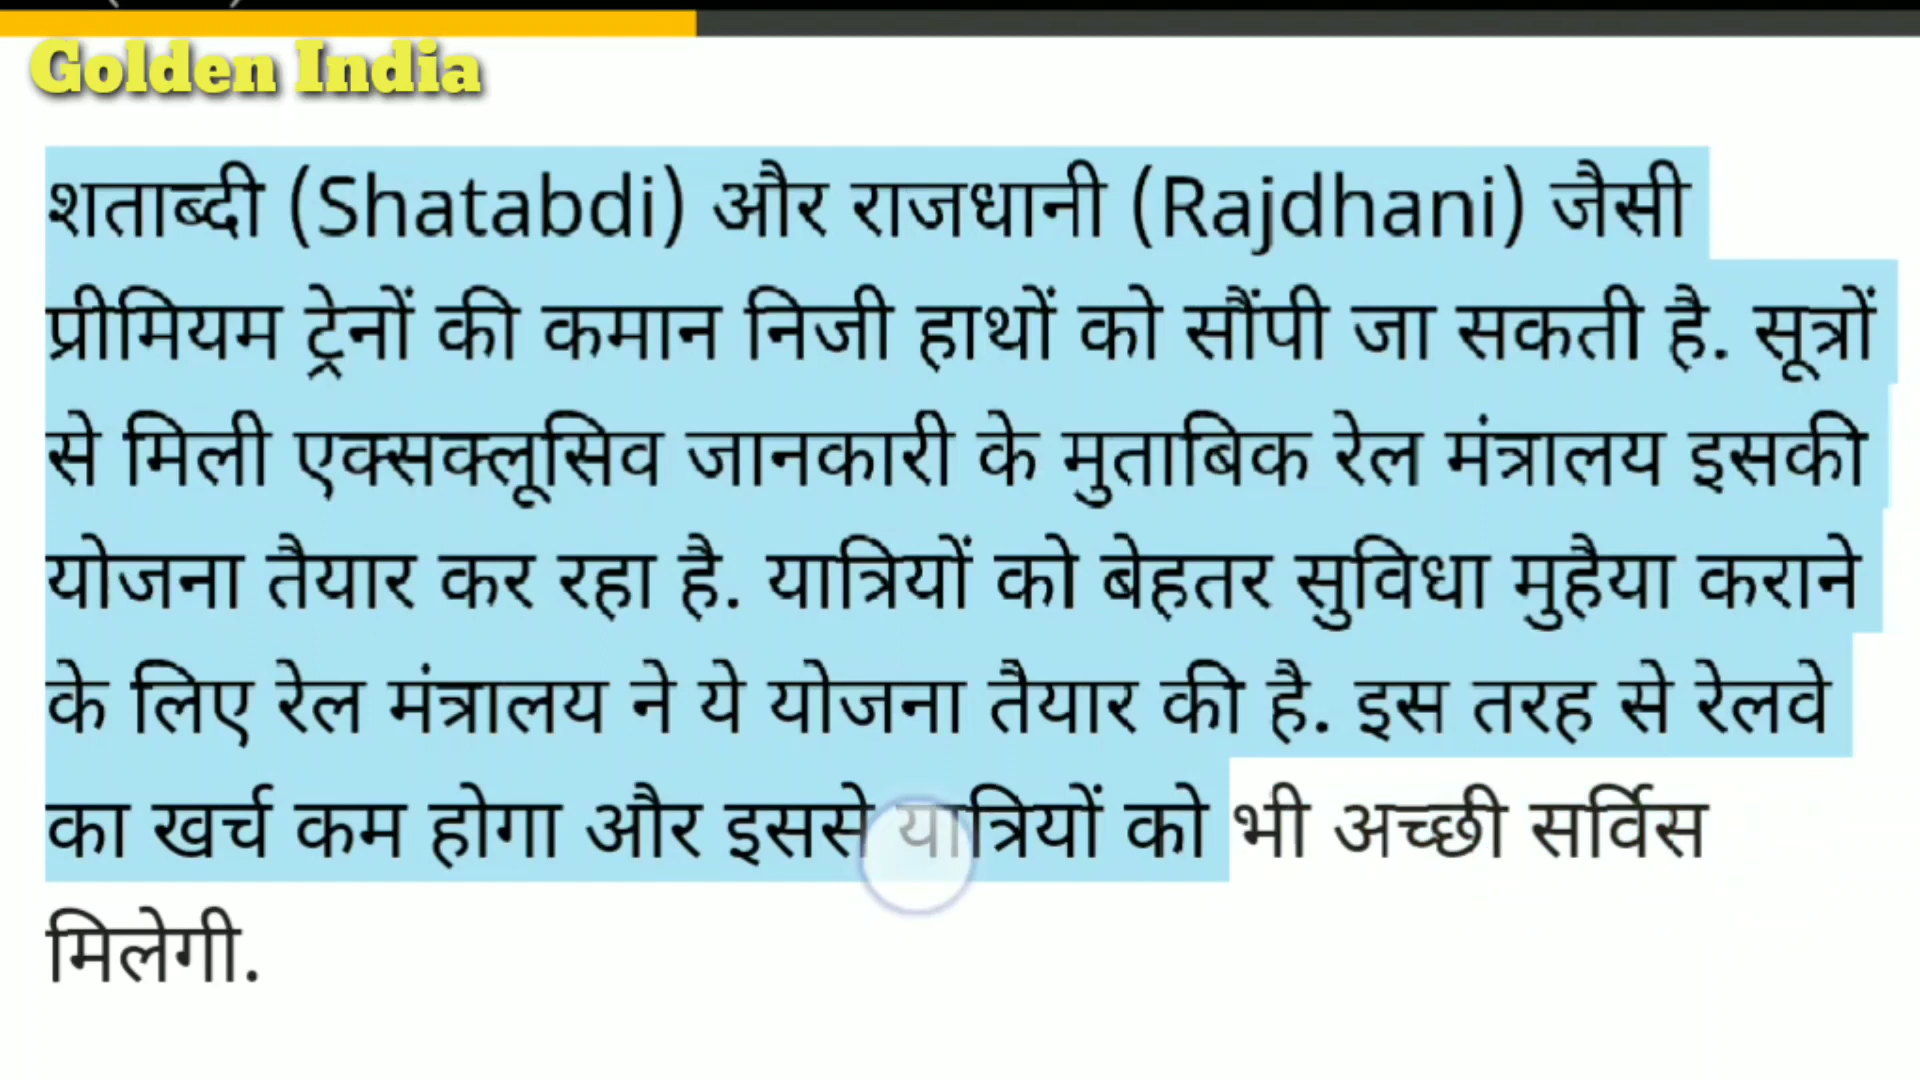 Golden India
शताब्दी (Shatabdi) और राजधानी (Rajdhani) जैसी
प्रीमियम ट्रेनों की कमान निजी हाथों को सौंपी जा सकती है. सूत्रों
से मिली एक्सक्लूसिव जानकारी के मुताबिक रेल मंत्रालय इसकी
योजना तैयार कर रहा है. यात्रियों को बेहतर सुविधा मुहैया कराने
के लिए रेल मंत्रालय ने ये योजना तैयार की है. इस तरह से रेलवे
का खर्च कम होगा और इससे यात्रियों को भी अच्छी सर्विस
मिलेगी.